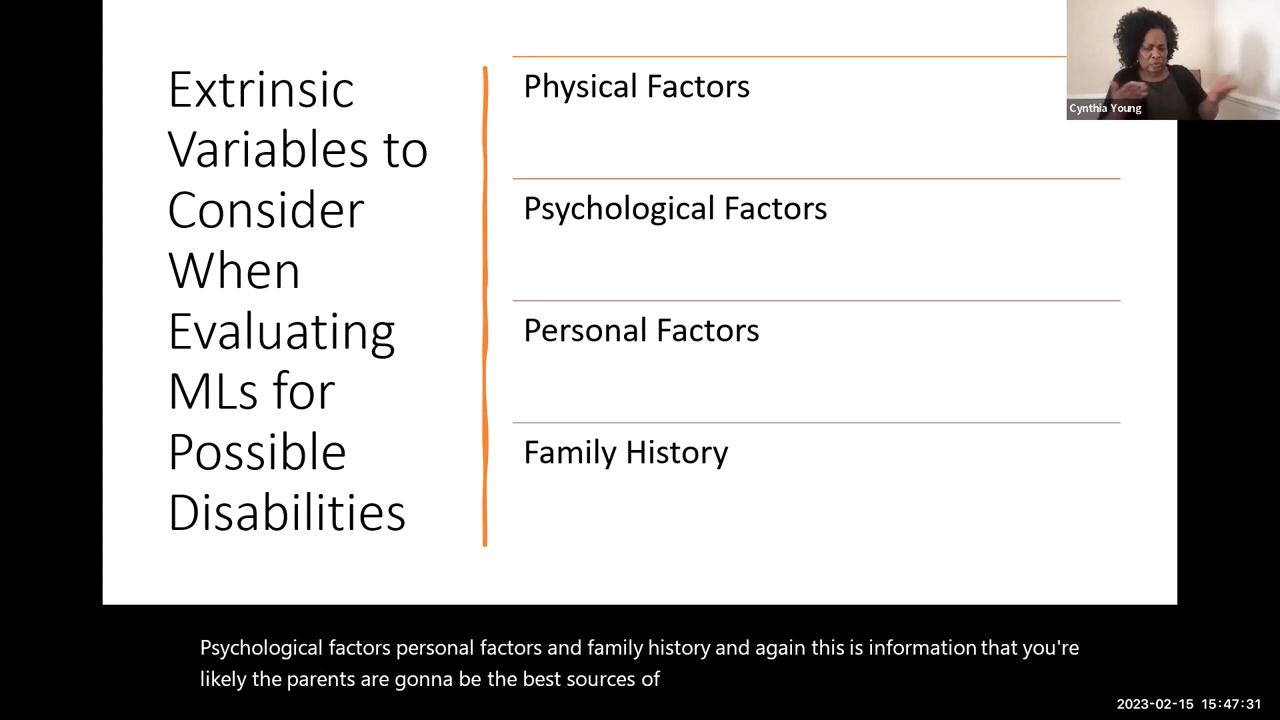 Extrinsic
Variables to
Consider
When
Evaluating
MLs for
Possible
Disabilities
Physical Factors
Psychological Factors
Personal Factors
Family History
Cynthia Young
Psychological factors personal factors and family history and again this is information that you're
likely the parents are gonna be the best sources of
2023-02-15 15:47:31